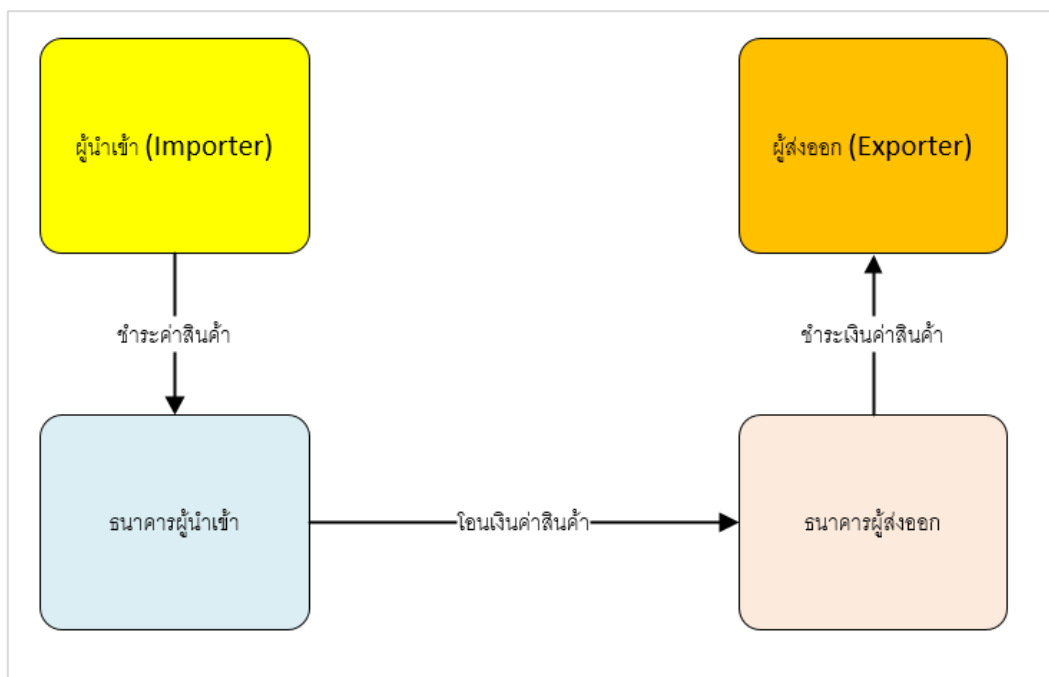 ผู้นำเข้า (Importer)
ผู้ส่งออก (Exporter)
ชำระค่าสินค้า
ชำระเงินค่าสินค้า
ธนาคารผู้นำเข้า
โอนเงินค่าสินค้า
ธนาคารผู้ส่งออก